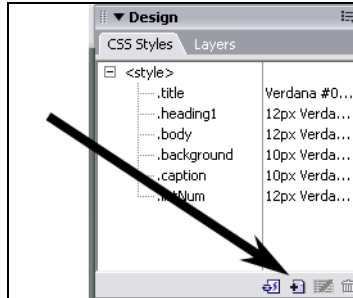 ▼ Design
CSS Styles Layers
<style>
.title Verdana #0...
.heading1 12px Verda...
.body 12px Verda...
.background 10px Verda...
.caption 10px Verda...
12px Verda...